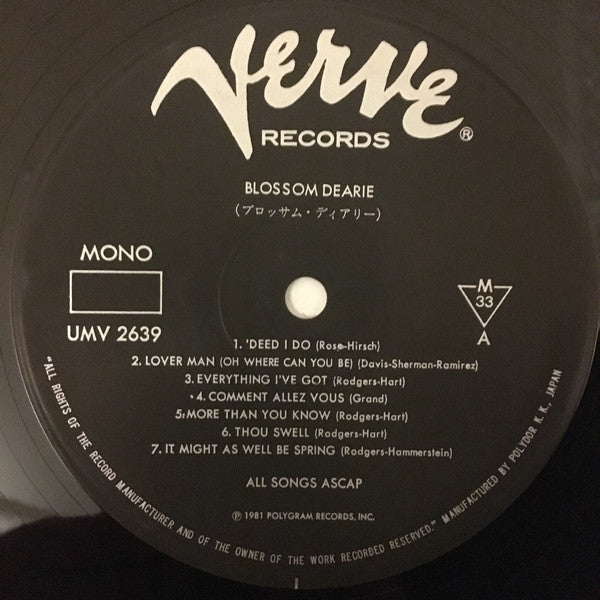 Verve
RECORDS®
BLOSSOM DEARIE
(ブロッサム・ディアリー)
MONO
UMV 2639
M
33
A
1. 'DEED I DO (Rose-Hirsch)
2. LOVER MAN (OH WHERE CAN YOU BE) (Davis-Sherman-Ramirez)
3. EVERYTHING I'VE GOT (Rodgers-Hart)
4. COMMENT ALLEZ VOUS (Grand)
5: MORE THAN YOU KNOW (Rodgers-Hart)
6. THOU SWELL (Rodgers-Hart)
7. IT MIGHT AS WELL BE SPRING (Rodgers-Hammerstein)
ALL SONGS ASCAP
℗ 1981 POLYGRAM RECORDS, INC.
"ALL RIGHTS OF THE RECORD MANUFACTURER AND OF THE OWNER OF THE WORK RECORDED RESERVED." MANUFACTURED BY POLYDOR K. K., JAPAN